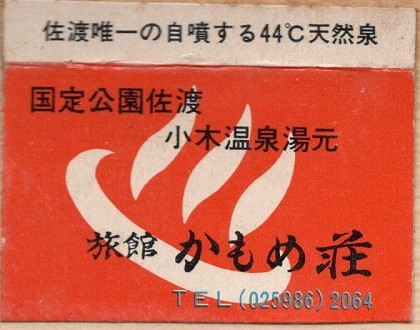 佐渡唯一の自噴する44℃天然泉
国定公園佐渡
小木温泉湯元
旅館 かもめ荘
TEL(025986)2064